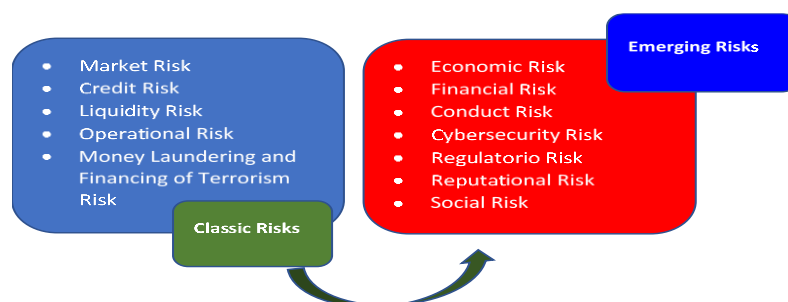 • Market Risk
• Credit Risk
• Liquidity Risk
• Operational Risk
• Money Laundering and
Financing of Terrorism
Risk
Classic Risks
Emerging Risks
• Economic Risk
• Financial Risk
• Conduct Risk
• Cybersecurity Risk
• Regulatorio Risk
• Reputational Risk
• Social Risk